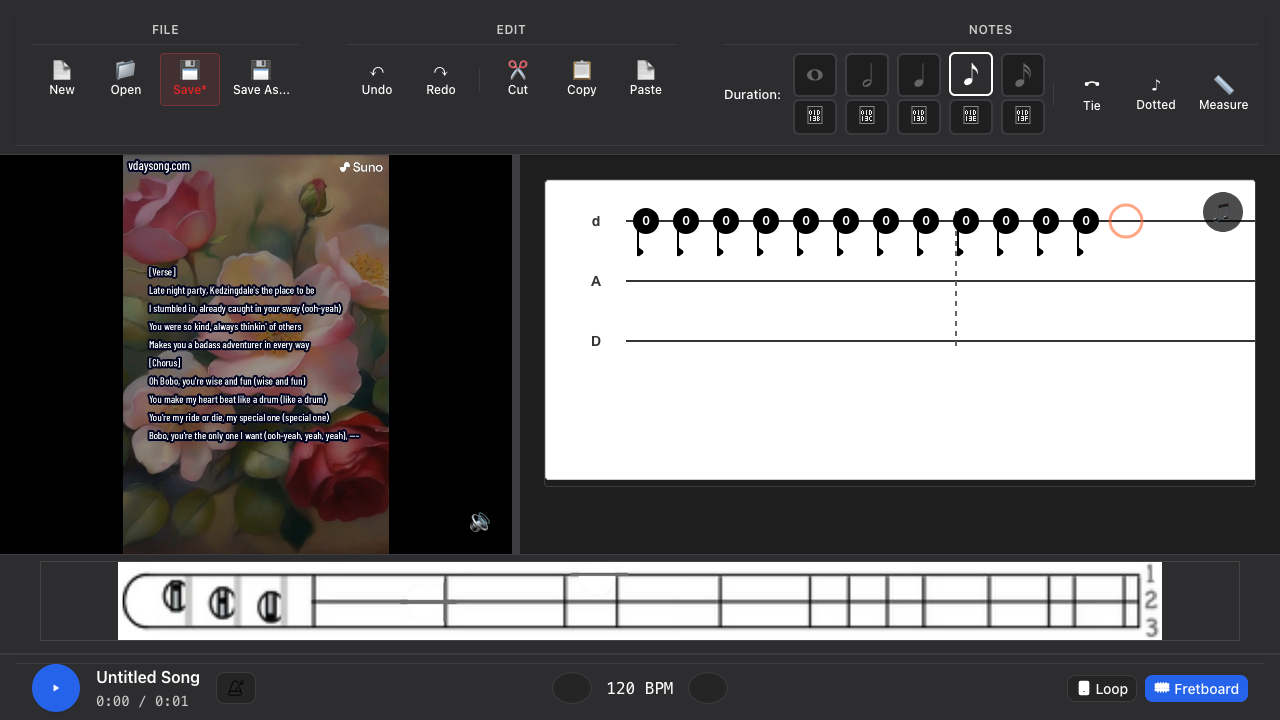 FILE
EDIT
NOTES
New
Open
Save*
Save As...
Undo
Redo
Cut
Copy
Paste
Duration:
Tie
Dotted
Measure
vdaysong.com
Suno
[Verse]
Late night party, Kedzingdale's the place to be
I stumbled in, already caught in your sway (ooh-yeah)
You were so kind, always thinkin' of others
Makes you a badass adventurer in every way
[Chorus]
Oh Bobo, you're wise and fun (wise and fun)
You make my heart beat like a drum (like a drum)
You're my ride or die, my special one (special one)
Bobo, you're the only one I want (ooh-yeah, yeah, yeah), ---
d 0 0 0 0 0 0 0 0 0 0 0 0
A
D
1
2
3
Untitled Song
0:00 / 0:01
120 BPM
Loop
Fretboard